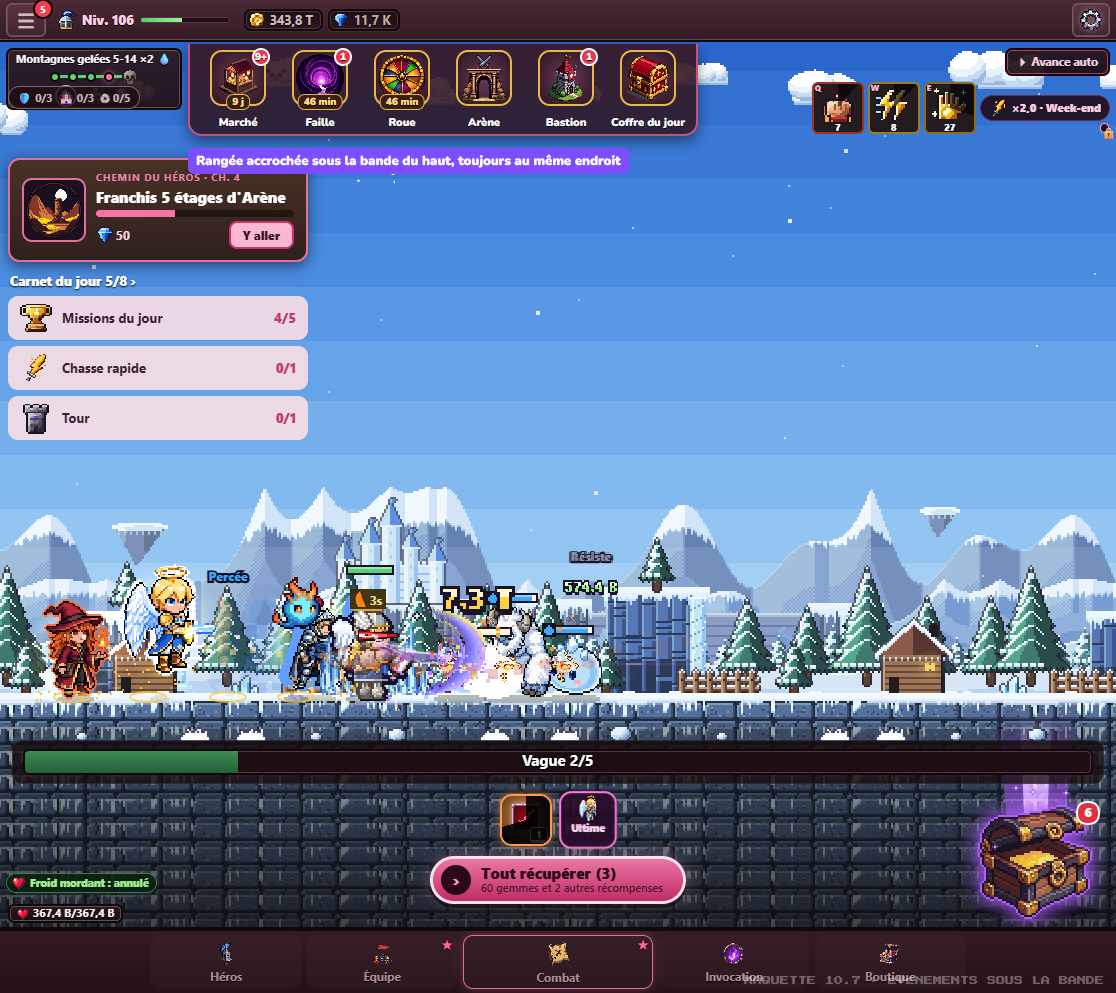 5
Niv. 106
343,8 T
11,7 K
Montagnes gelées 5-14 ×2
0/3
0/3
0/5
9+
9 j
Marché
1
46 min
Faille
46 min
Roue
Arène
1
Bastion
Coffre du jour
Avance auto
Q
7
W
8
E
27
×2,0 - Week-end
Rangée accrochée sous la bande du haut, toujours au même endroit
CHEMIN DU HÉROS · CH. 4
Franchis 5 étages d'Arène
50
Y aller
Carnet du jour 5/8 ›
Missions du jour
4/5
Chasse rapide
0/1
Tour
0/1
Percée
3s
Résiste
574.4 B
Vague 2/5
1
Ultime
6
Tout récupérer (3)
60 gemmes et 2 autres récompenses
Froid mordant : annulé
367,4 B/367,4 B
Héros
Équipe
Combat
Invocation
Boutique
MAQUETTE 10.7 - ÉVÉNEMENTS SOUS LA BANDE